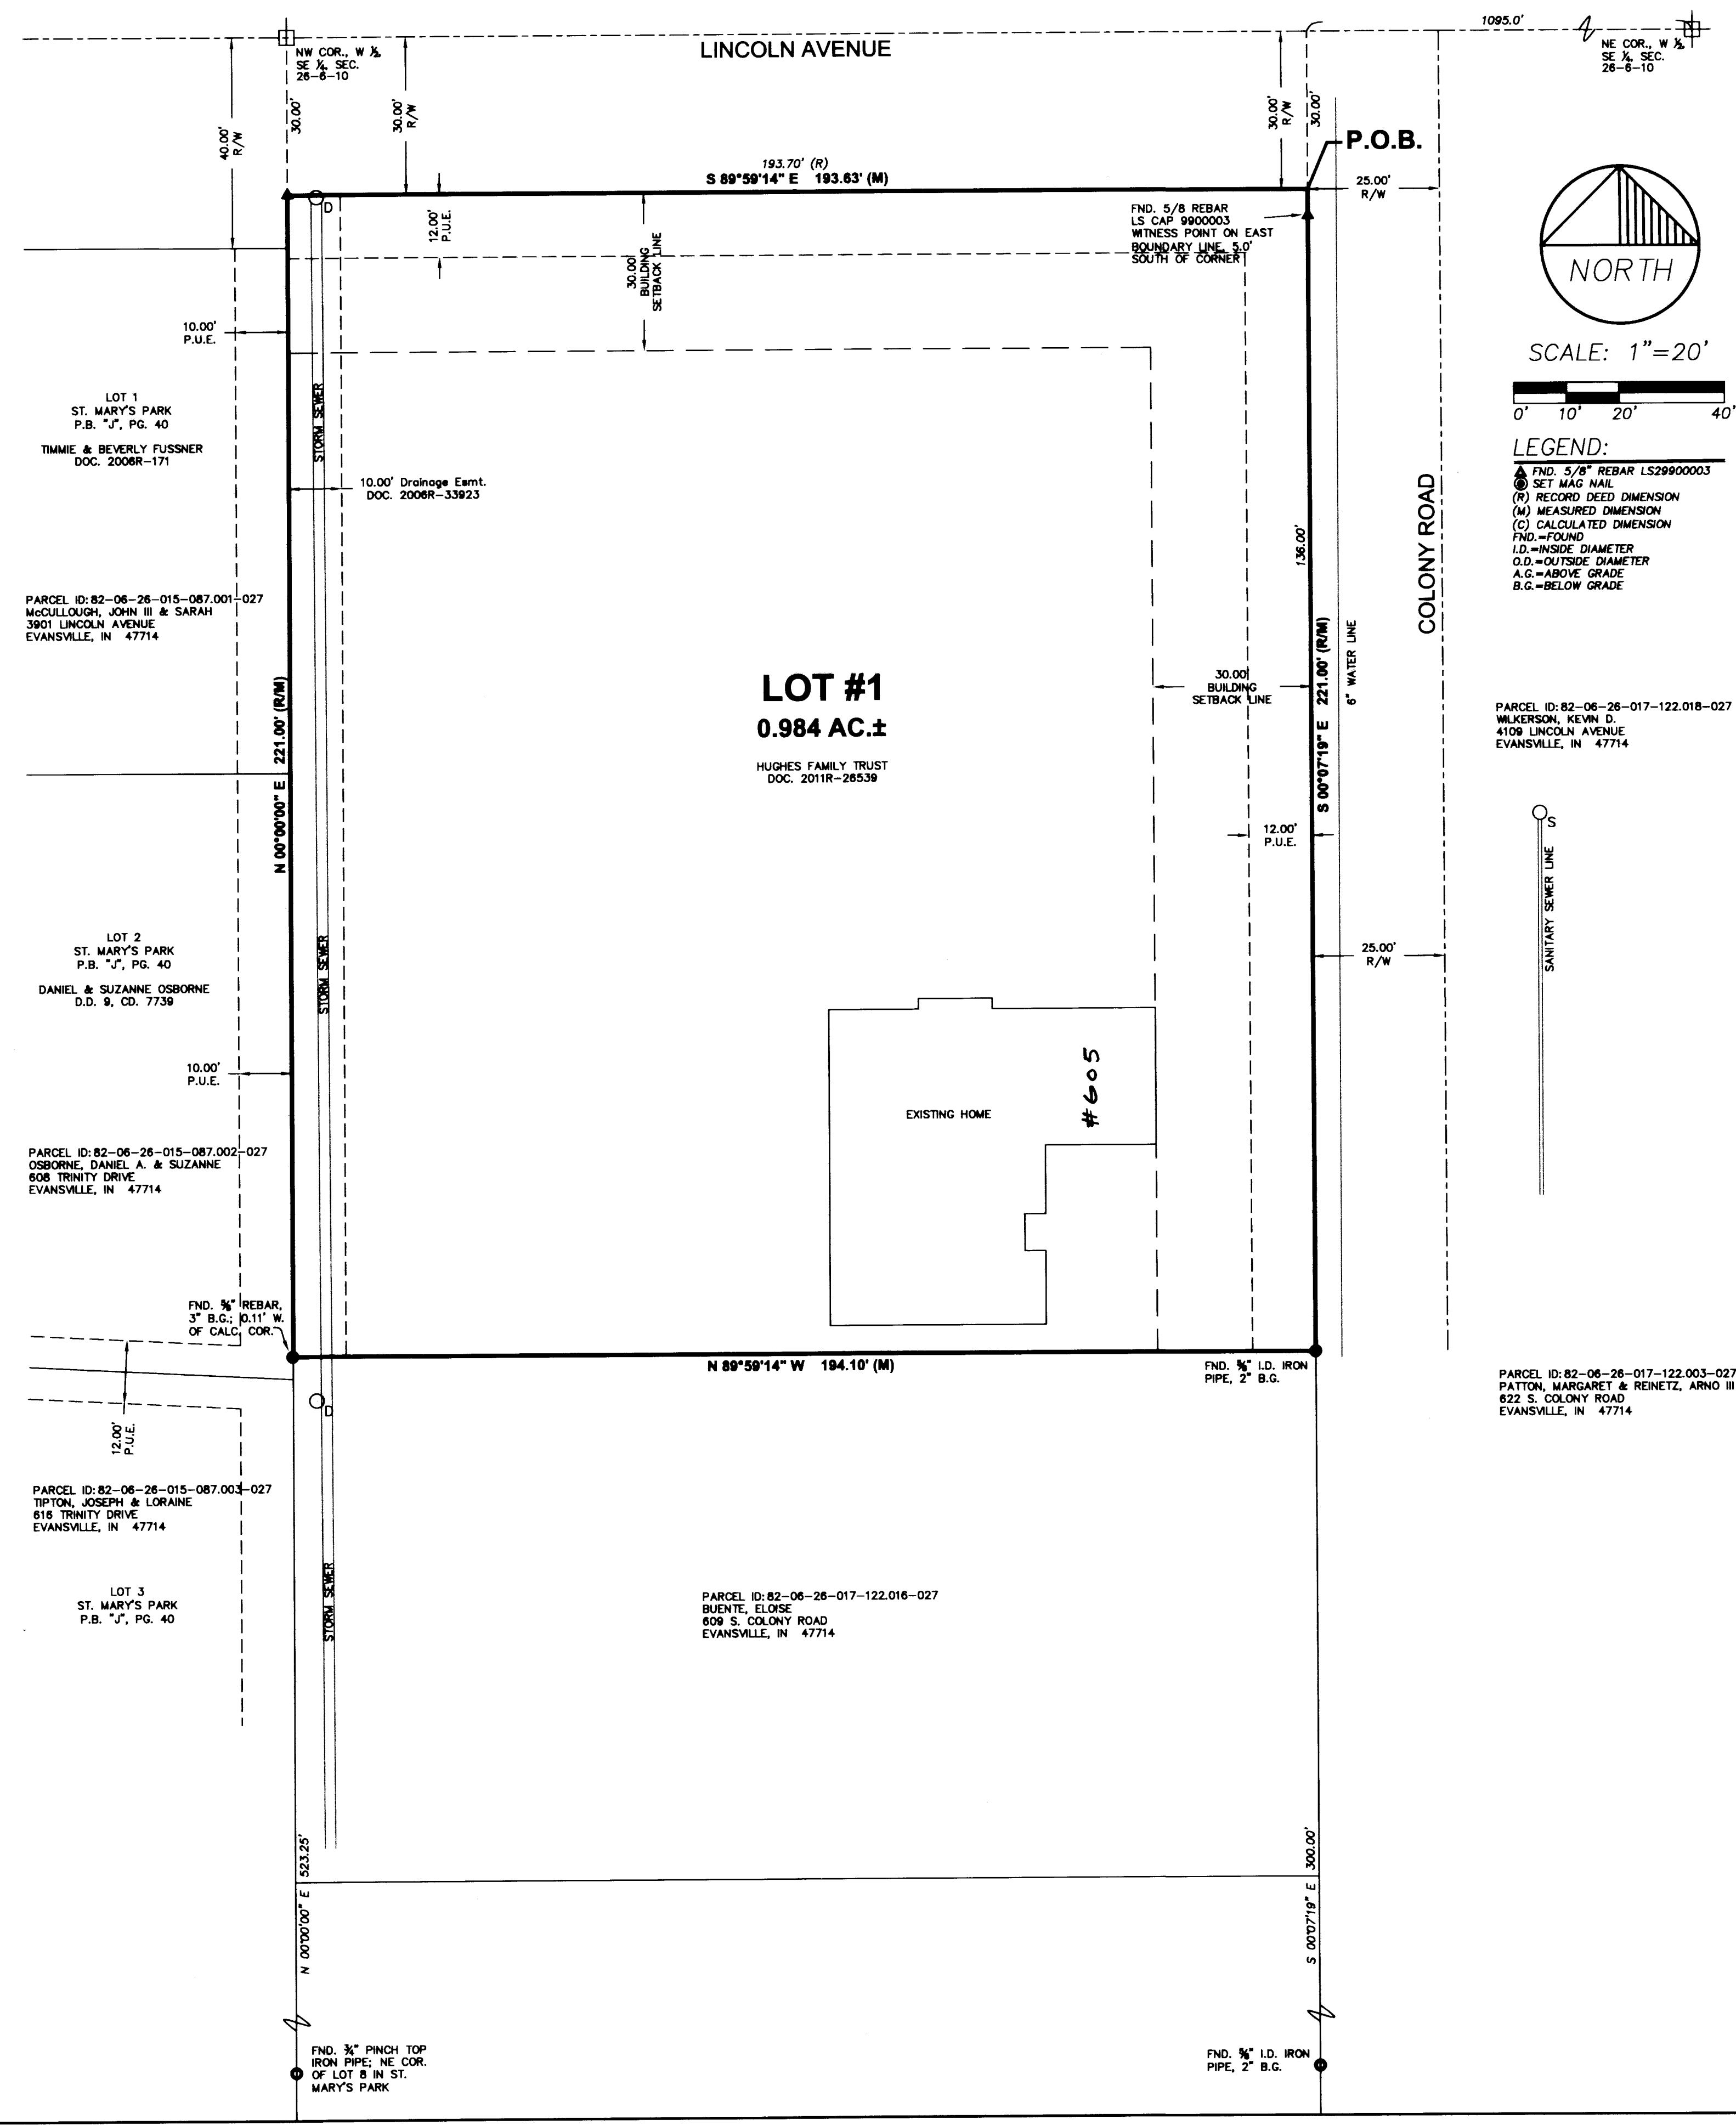 1095.0'
LINCOLN AVENUE
NW COR., W ½,
SE ¼, SEC.
26-6-10
NE COR., W ½,
SE ¼, SEC.
26-6-10
40.00'
R/W
30.00'
30.00'
R/W
30.00'
R/W
30.00'
P.O.B.
193.70' (R)
S 89°59'14" E 193.63' (M)
25.00'
R/W
D
12.00'
P.U.E.
30.00'
BUILDING
SETBACK LINE
FND. 5/8 REBAR
LS CAP 9900003
WITNESS POINT ON EAST
BOUNDARY LINE, 5.0'
SOUTH OF CORNER
NORTH
SCALE: 1"=20'
0' 10' 20' 40'
LEGEND:
FND. 5/8" REBAR LS29900003
SET MAG NAIL
(R) RECORD DEED DIMENSION
(M) MEASURED DIMENSION
(C) CALCULATED DIMENSION
FND.=FOUND
I.D.=INSIDE DIAMETER
O.D.=OUTSIDE DIAMETER
A.G.=ABOVE GRADE
B.G.=BELOW GRADE
10.00'
P.U.E.
LOT 1
ST. MARY'S PARK
P.B. "J", PG. 40
TIMMIE & BEVERLY FUSSNER
DOC. 2006R-171
STORM SEWER
10.00' Drainage Esmt.
DOC. 2006R-33923
136.00'
COLONY ROAD
PARCEL ID: 82-06-26-015-087.001-027
McCULLOUGH, JOHN III & SARAH
3901 LINCOLN AVENUE
EVANSVILLE, IN 47714
N 00°00'00" E 221.00' (R/M)
LOT #1
0.984 AC.±
HUGHES FAMILY TRUST
DOC. 2011R-26539
30.00'
BUILDING
SETBACK LINE
S 00°07'19" E 221.00' (R/M)
6" WATER LINE
PARCEL ID: 82-06-26-017-122.018-027
WILKERSON, KEVIN D.
4109 LINCOLN AVENUE
EVANSVILLE, IN 47714
12.00'
P.U.E.
S
SANITARY SEWER LINE
LOT 2
ST. MARY'S PARK
P.B. "J", PG. 40
DANIEL & SUZANNE OSBORNE
D.D. 9, CD. 7739
STORM SEWER
25.00'
R/W
10.00'
P.U.E.
EXISTING HOME
#605
PARCEL ID: 82-06-26-015-087.002-027
OSBORNE, DANIEL A. & SUZANNE
608 TRINITY DRIVE
EVANSVILLE, IN 47714
FND. ⅝" REBAR,
3" B.G.; 0.11' W.
OF CALC. COR.
N 89°59'14" W 194.10' (M)
FND. ⅝" I.D. IRON
PIPE, 2" B.G.
PARCEL ID: 82-06-26-017-122.003-027
PATTON, MARGARET & REINETZ, ARNO III
622 S. COLONY ROAD
EVANSVILLE, IN 47714
D
12.00'
P.U.E.
PARCEL ID: 82-06-26-015-087.003-027
TIPTON, JOSEPH & LORAINE
616 TRINITY DRIVE
EVANSVILLE, IN 47714
LOT 3
ST. MARY'S PARK
P.B. "J", PG. 40
STORM SEWER
PARCEL ID: 82-06-26-017-122.016-027
BUENTE, ELOISE
609 S. COLONY ROAD
EVANSVILLE, IN 47714
N 00°00'00" E 523.25'
S 00°07'19" E 300.00'
FND. ¾" PINCH TOP
IRON PIPE; NE COR.
OF LOT 8 IN ST.
MARY'S PARK
FND. ⅝" I.D. IRON
PIPE, 2" B.G.